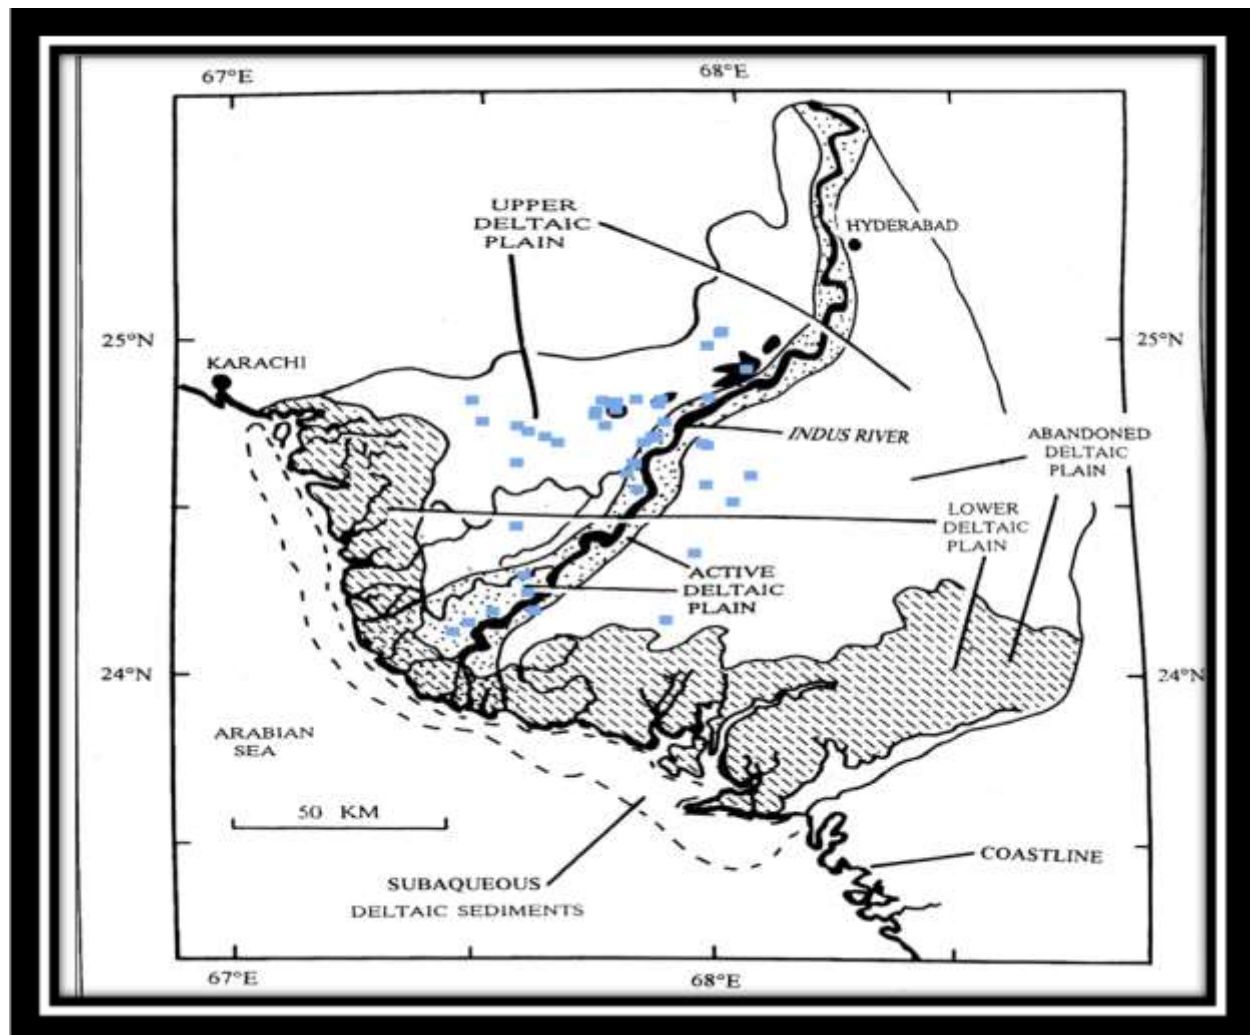 67°E
68°E
UPPER
DELTAIC
PLAIN
HYDERABAD
25°N
25°N
KARACHI
INDUS RIVER
ABANDONED
DELTAIC
PLAIN
LOWER
DELTAIC
PLAIN
ACTIVE
DELTAIC
PLAIN
24°N
24°N
ARABIAN
SEA
50 KM
COASTLINE
SUBAQUEOUS
DELTAIC SEDIMENTS
67°E
68°E